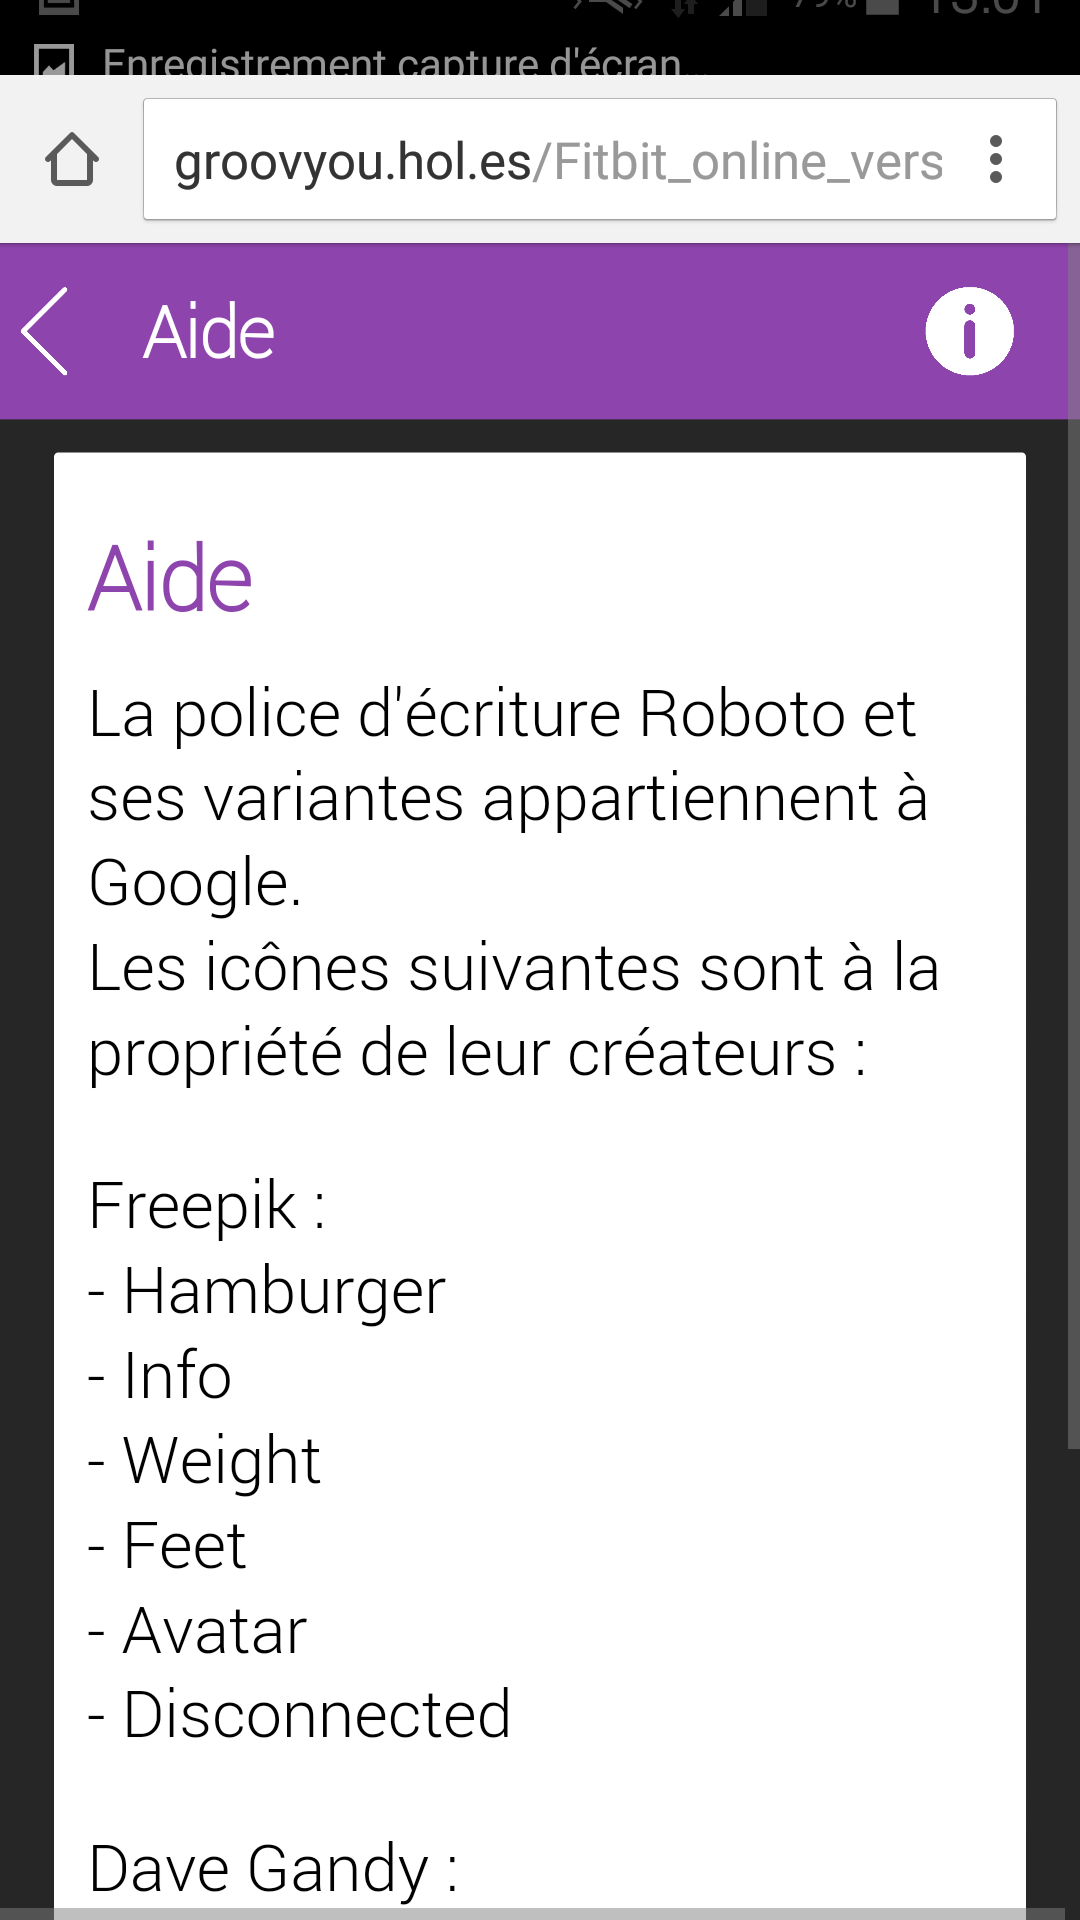 Enregistrement capture d'écran...
groovyou.hol.es/Fitbit_online_vers
Aide
Aide
La police d'écriture Roboto et
ses variantes appartiennent à
Google.
Les icônes suivantes sont à la
propriété de leur créateurs :
Freepik :
- Hamburger
- Info
- Weight
- Feet
- Avatar
- Disconnected
Dave Gandy :